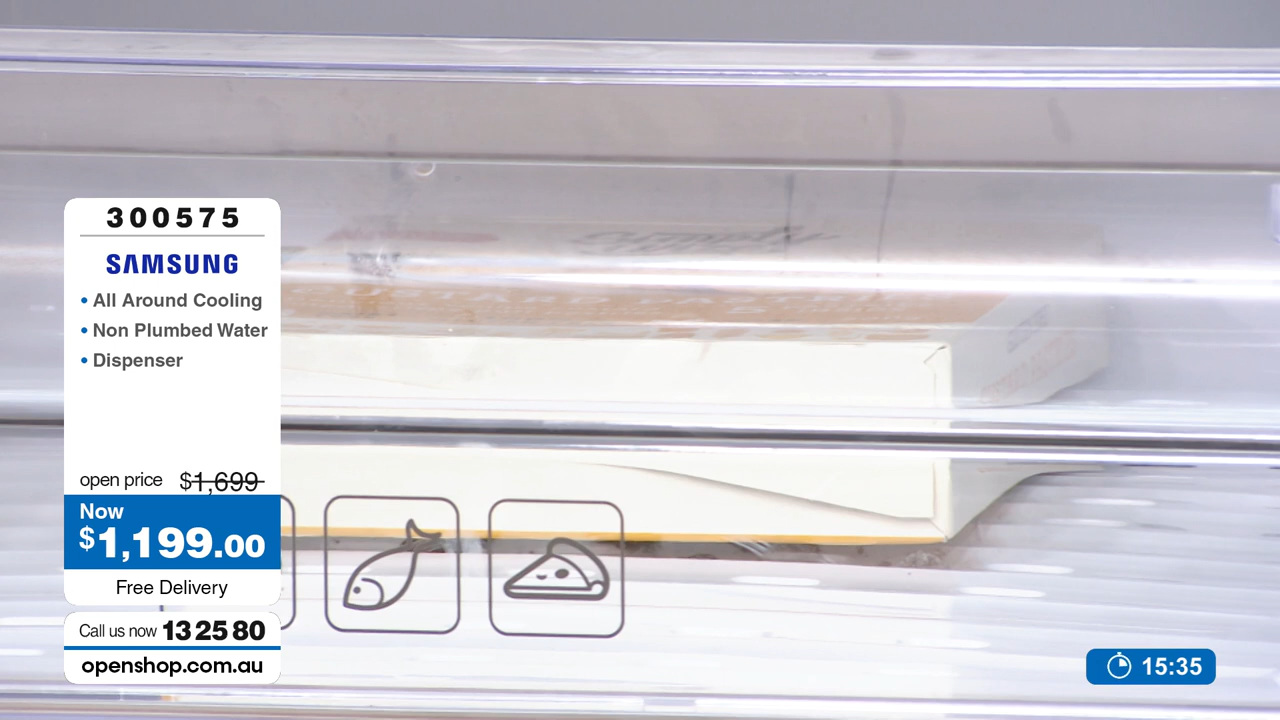 300575
SAMSUNG
• All Around Cooling
• Non Plumbed Water
• Dispenser
open price $1,699
Now
$1,199.00
Free Delivery
Call us now 13 25 80
openshop.com.au
15:35